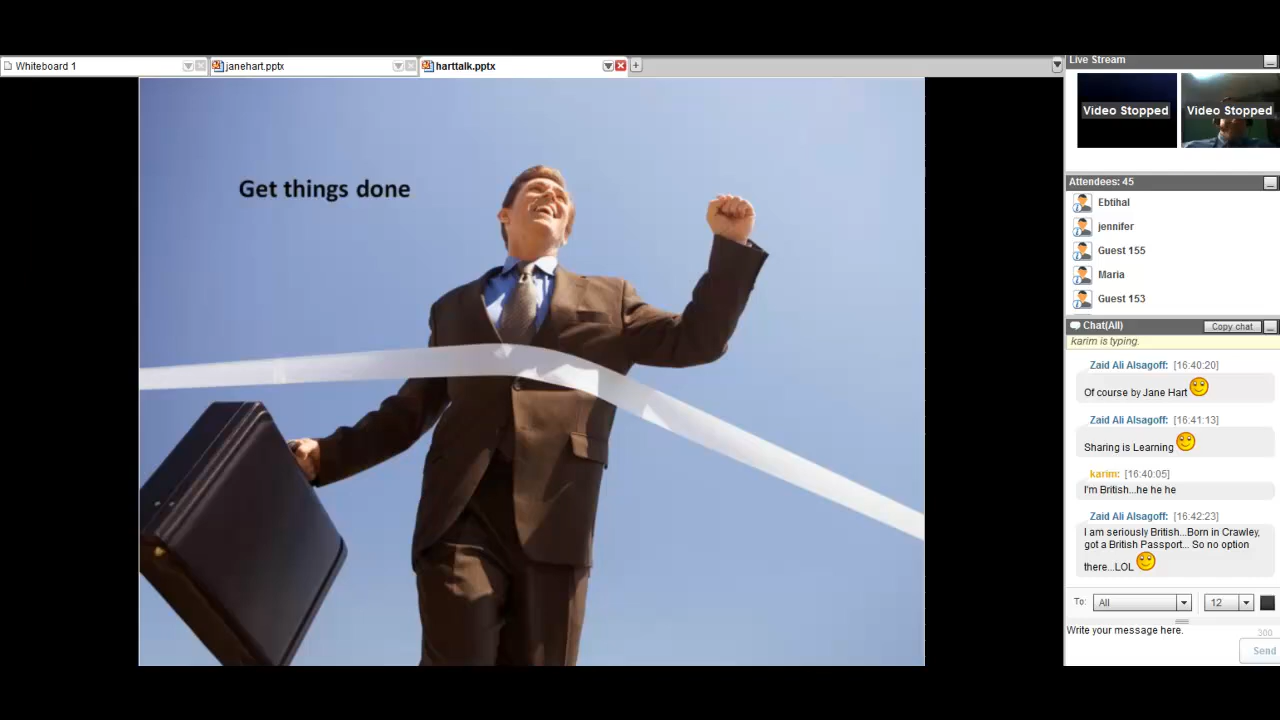 Whiteboard 1
janehart.pptx
harttalk.pptx
Get things done
Live Stream
Video Stopped
Video Stopped
Attendees: 45
Ebtihal
jennifer
Guest 155
Maria
Guest 153
Chat(All)
Copy chat
karim is typing.
Zaid Ali Alsagoff: [16:40:20]
Of course by Jane Hart
Zaid Ali Alsagoff: [16:41:13]
Sharing is Learning
karim: [16:40:05]
I'm British...he he he
Zaid Ali Alsagoff: [16:42:23]
I am seriously British...Born in Crawley,
got a British Passport... So no option
there...LOL
To: All 12
Write your message here.
300
Send